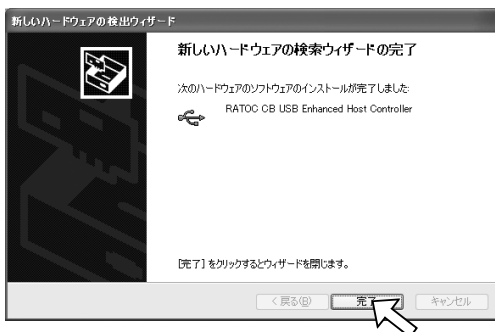 新しいハードウェアの検出ウィザード
新しいハードウェアの検索ウィザードの完了
次のハードウェアのソフトウェアのインストールが完了しました:
RATOC CB USB Enhanced Host Controller
[完了] をクリックするとウィザードを閉じます。
< 戻る(B)
完了
キャンセル